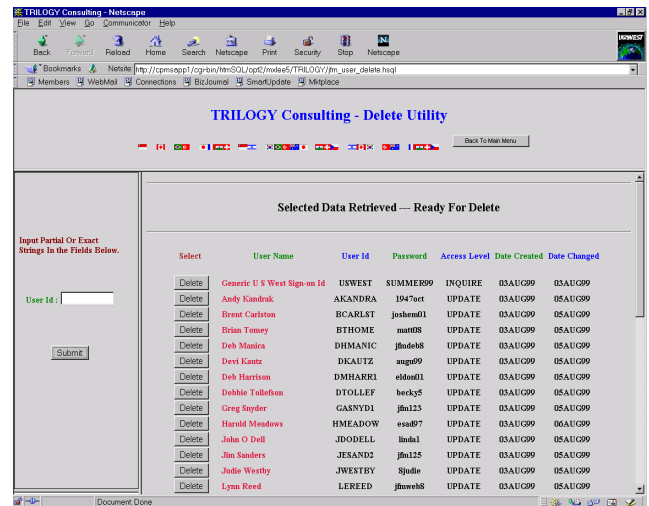 TRILOGY Consulting - Netscape
File Edit View Go Communicator Help
Back Forward Reload Home Search Netscape Print Security Stop Netscape
USWEST
Bookmarks Netsite: http://cpmsapp1/cgi-bin/htmSQL/opt2/mxlee5/TRILOGY/jfm_user_delete.hsql
Members WebMail Connections BizJournal SmartUpdate Mktplace
TRILOGY Consulting - Delete Utility
Back To Main Menu
Selected Data Retrieved --- Ready For Delete
Input Partial Or Exact
Strings In the Fields Below.
User Id :
Submit
Select User Name User Id Password Access Level Date Created Date Changed
Delete Generic U S West Sign-on Id USWEST SUMMER99 INQUIRE 03AUG99 03AUG99
Delete Andy Kandrak AKANDRA 1947oct UPDATE 03AUG99 05AUG99
Delete Brent Carlston BCARLST joshem01 UPDATE 03AUG99 05AUG99
Delete Brian Tomey BTHOME matt08 UPDATE 03AUG99 05AUG99
Delete Deb Manica DHMANIC jfmdeb8 UPDATE 03AUG99 05AUG99
Delete Devi Kautz DKAUTZ augu99 UPDATE 03AUG99 05AUG99
Delete Deb Harrison DMHARR1 eldon01 UPDATE 03AUG99 05AUG99
Delete Debbie Tollefson DTOLLEF becky5 UPDATE 03AUG99 05AUG99
Delete Greg Snyder GASNYD1 jfm123 UPDATE 03AUG99 05AUG99
Delete Harold Meadows HMEADOW esad97 UPDATE 03AUG99 06AUG99
Delete John O Dell JDODELL linda1 UPDATE 03AUG99 05AUG99
Delete Jim Sanders JESAND2 jfm125 UPDATE 03AUG99 05AUG99
Delete Judie Westby JWESTBY 8judie UPDATE 03AUG99 05AUG99
Delete Lynn Reed LEREED jfmweb8 UPDATE 03AUG99 05AUG99
Document Done